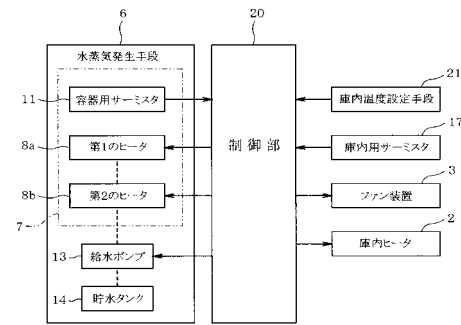 6
20
水蒸気発生手段
11
容器用サーミスタ
8a
第1のヒータ
8b
第2のヒータ
7
13
給水ポンプ
14
貯水タンク
制御部
21
庫内温度設定手段
17
庫内用サーミスタ
3
ファン装置
2
庫内ヒータ